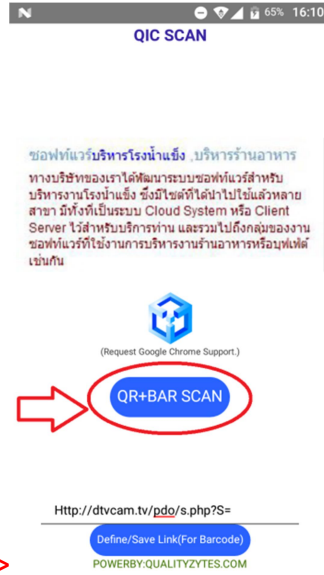 65% 16:10
QIC SCAN
ซอฟท์แวร์บริหารโรงน้ำแข็ง ,บริหารร้านอาหาร
ทางบริษัทของเราได้พัฒนาระบบซอฟท์แวร์สำหรับ
บริหารงานโรงน้ำแข็ง ซึ่งมีไซต์ที่ได้นำไปใช้แล้วหลาย
สาขา มีทั้งที่เป็นระบบ Cloud System หรือ Client
Server ไว้สำหรับบริการท่าน และรวมไปถึงกลุ่มของงาน
ซอฟท์แวร์ที่ใช้งานการบริหารงานร้านอาหารหรือบุฟเฟ่ต์
เช่นกัน
(Request Google Chrome Support.)
QR+BAR SCAN
Http://dtvcam.tv/pdo/s.php?S=
Define/Save Link(For Barcode)
POWERBY:QUALITYZYTES.COM